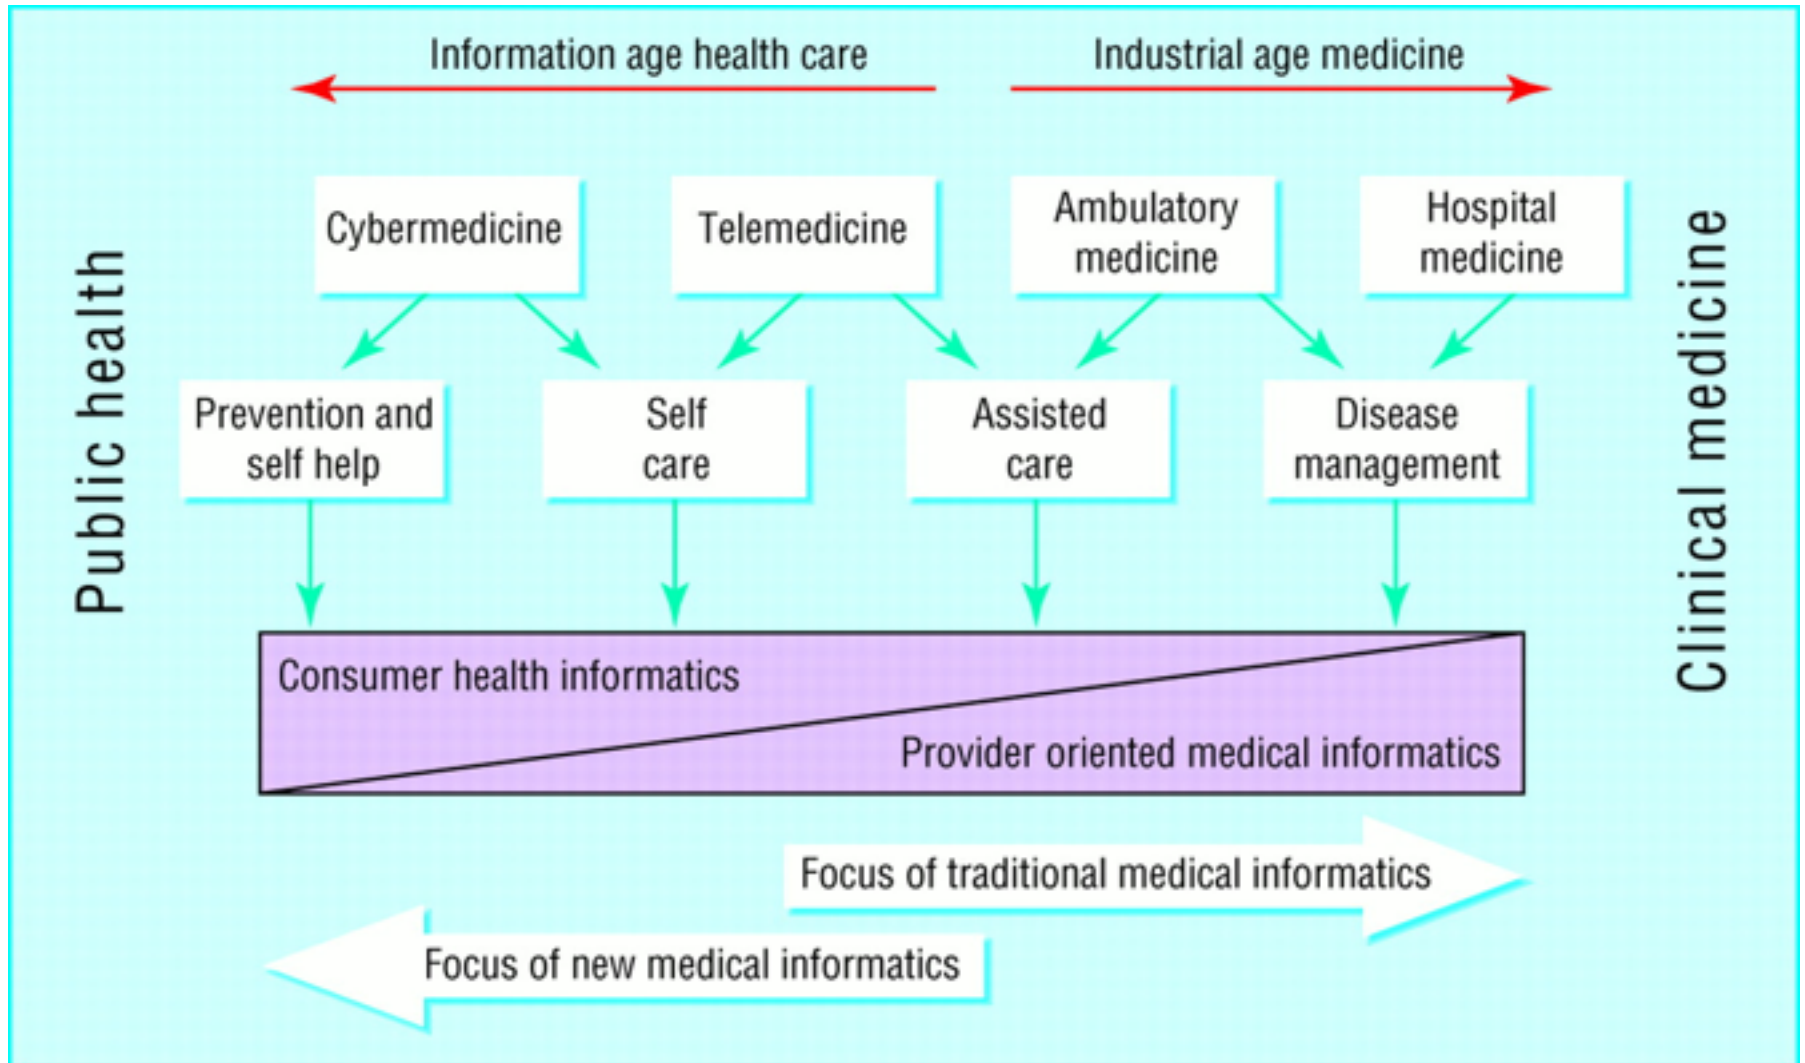 Information age health care
Industrial age medicine
Public health
Cybermedicine
Telemedicine
Ambulatory
medicine
Hospital
medicine
Prevention and
self help
Self
care
Assisted
care
Disease
management
Clinical medicine
Consumer health informatics
Provider oriented medical informatics
Focus of traditional medical informatics
Focus of new medical informatics